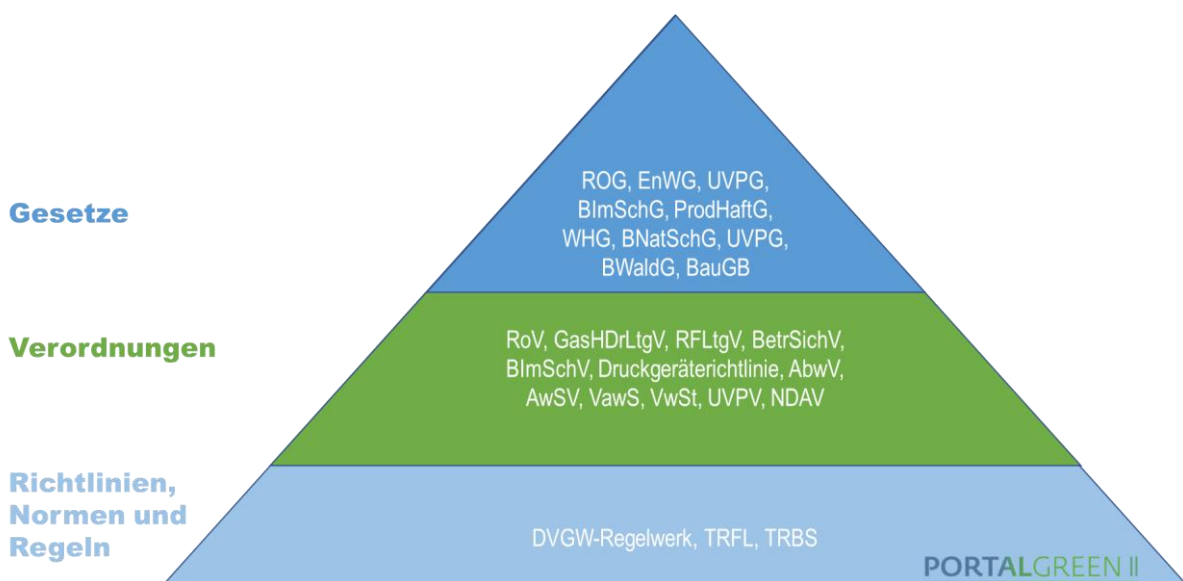 Gesetze
ROG, EnWG, UVPG,
BImSchG, ProdHaftG,
WHG, BNatSchG, UVPG,
BWaldG, BauGB
Verordnungen
RoV, GasHDrLtgV, RFLtgV, BetrSichV,
BImSchV, Druckgeräterichtlinie, AbwV,
AwSV, VawS, VwSt, UVPV, NDAV
Richtlinien,
Normen und
Regeln
DVGW-Regelwerk, TRFL, TRBS
PORTALGREEN II